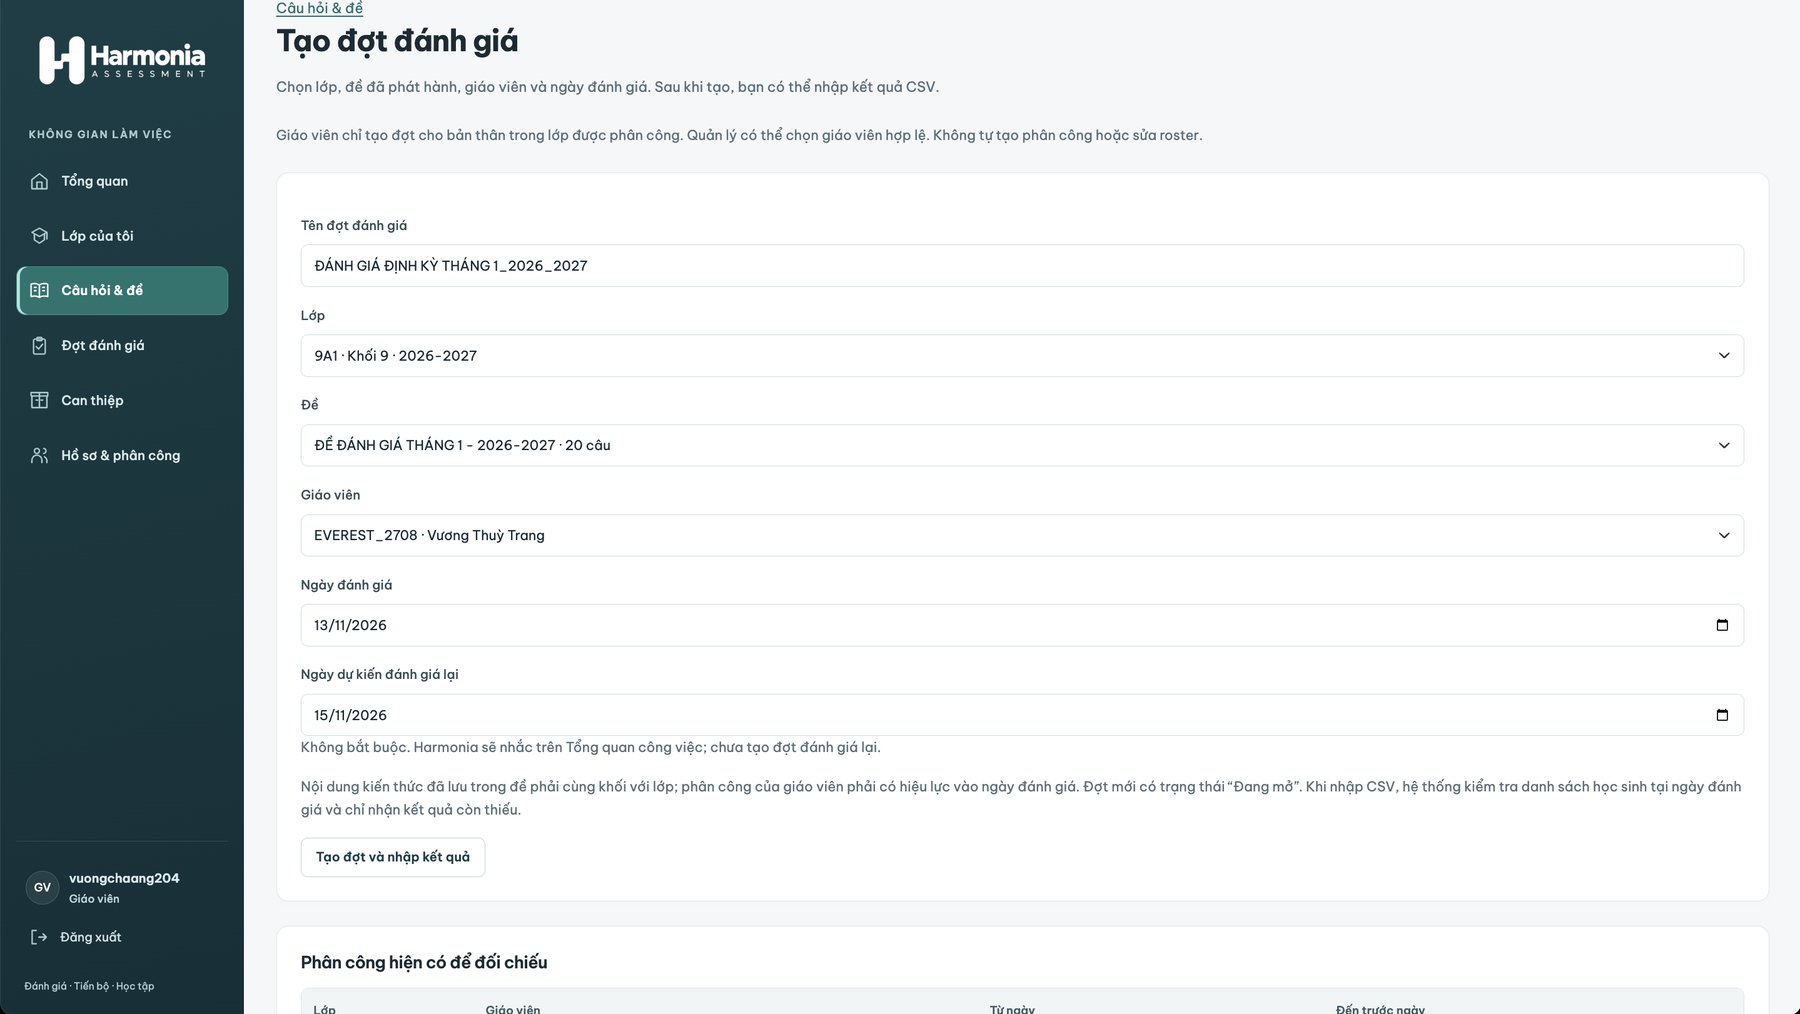 Harmonia
ASSESSMENT
KHÔNG GIAN LÀM VIỆC
Tổng quan
Lớp của tôi
Câu hỏi & đề
Đợt đánh giá
Can thiệp
Hồ sơ & phân công
GV
vuongchaang204
Giáo viên
Đăng xuất
Đánh giá · Tiến bộ · Học tập
Câu hỏi & đề
Tạo đợt đánh giá
Chọn lớp, đề đã phát hành, giáo viên và ngày đánh giá. Sau khi tạo, bạn có thể nhập kết quả CSV.
Giáo viên chỉ tạo đợt cho bản thân trong lớp được phân công. Quản lý có thể chọn giáo viên hợp lệ. Không tự tạo phân công hoặc sửa roster.
Tên đợt đánh giá
ĐÁNH GIÁ ĐỊNH KỲ THÁNG 1_2026_2027
Lớp
9A1 · Khối 9 · 2026-2027
Đề
ĐỀ ĐÁNH GIÁ THÁNG 1 - 2026-2027 · 20 câu
Giáo viên
EVEREST_2708 · Vương Thuỳ Trang
Ngày đánh giá
13/11/2026
Ngày dự kiến đánh giá lại
15/11/2026
Không bắt buộc. Harmonia sẽ nhắc trên Tổng quan công việc; chưa tạo đợt đánh giá lại.
Nội dung kiến thức đã lưu trong đề phải cùng khối với lớp; phân công của giáo viên phải có hiệu lực vào ngày đánh giá. Đợt mới có trạng thái “Đang mở”. Khi nhập CSV, hệ thống kiểm tra danh sách học sinh tại ngày đánh
giá và chỉ nhận kết quả còn thiếu.
Tạo đợt và nhập kết quả
Phân công hiện có để đối chiếu
Lớp
Giáo viên
Từ ngày
Đến trước ngày